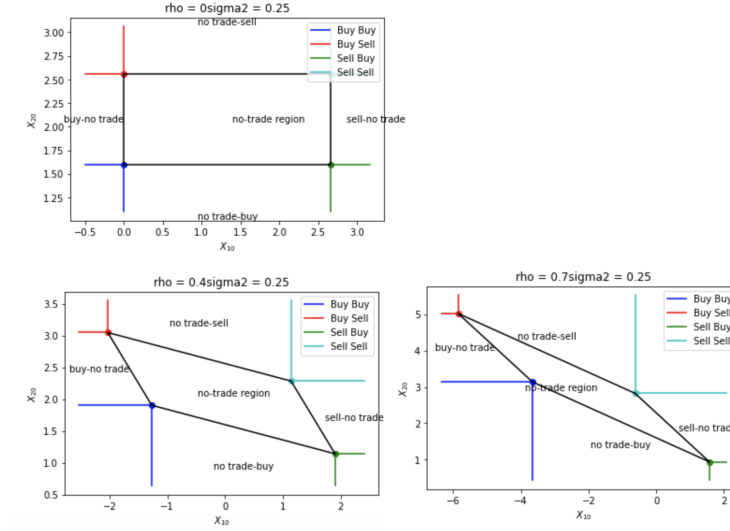 rho = 0sigma2 = 0.25
no trade-sell
Buy Buy
Buy Sell
Sell Buy
Sell Sell
3.00
2.75
2.50
2.25
2.00
1.75
1.50
1.25
X20
buy-no trade
no-trade region
sell-no trade
no trade-buy
−0.5 0.0 0.5 1.0 1.5 2.0 2.5 3.0
X10
rho = 0.4sigma2 = 0.25
Buy Buy
Buy Sell
Sell Buy
Sell Sell
3.5
3.0
2.5
2.0
1.5
1.0
0.5
X20
no trade-sell
buy-no trade
no-trade region
sell-no trade
no trade-buy
−2 −1 0 1 2
X10
rho = 0.7sigma2 = 0.25
Buy Buy
Buy Sell
Sell Buy
Sell Sell
5
4
3
2
1
X20
no trade-sell
buy-no trade
no-trade region
sell-no trad
no trade-buy
−6 −4 −2 0 2
X10